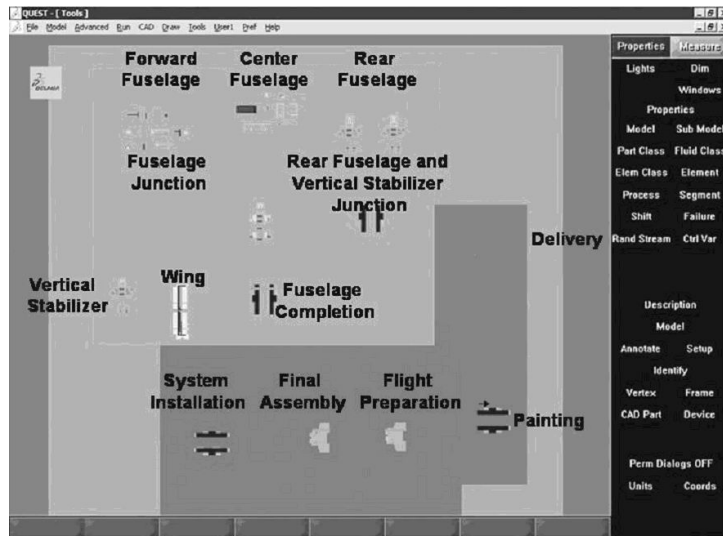 QUEST - [ Tools ]
File Model Advanced Run CAD Draw Tools User1 Pref Help
Forward Fuselage
Center Fuselage
Rear Fuselage
Fuselage Junction
Rear Fuselage and Vertical Stabilizer Junction
Delivery
Vertical Stabilizer
Wing
Fuselage Completion
System Installation
Final Assembly
Flight Preparation
Painting
Properties Measure
Lights Dim
Windows
Properties
Model Sub Model
Part Class Fluid Class
Elem Class Element
Process Segment
Shift Failure
Rand Stream Ctrl Var
Description
Model
Annotate Setup
Identify
Vertex Frame
CAD Part Device
Perm Dialogs OFF
Units Coords